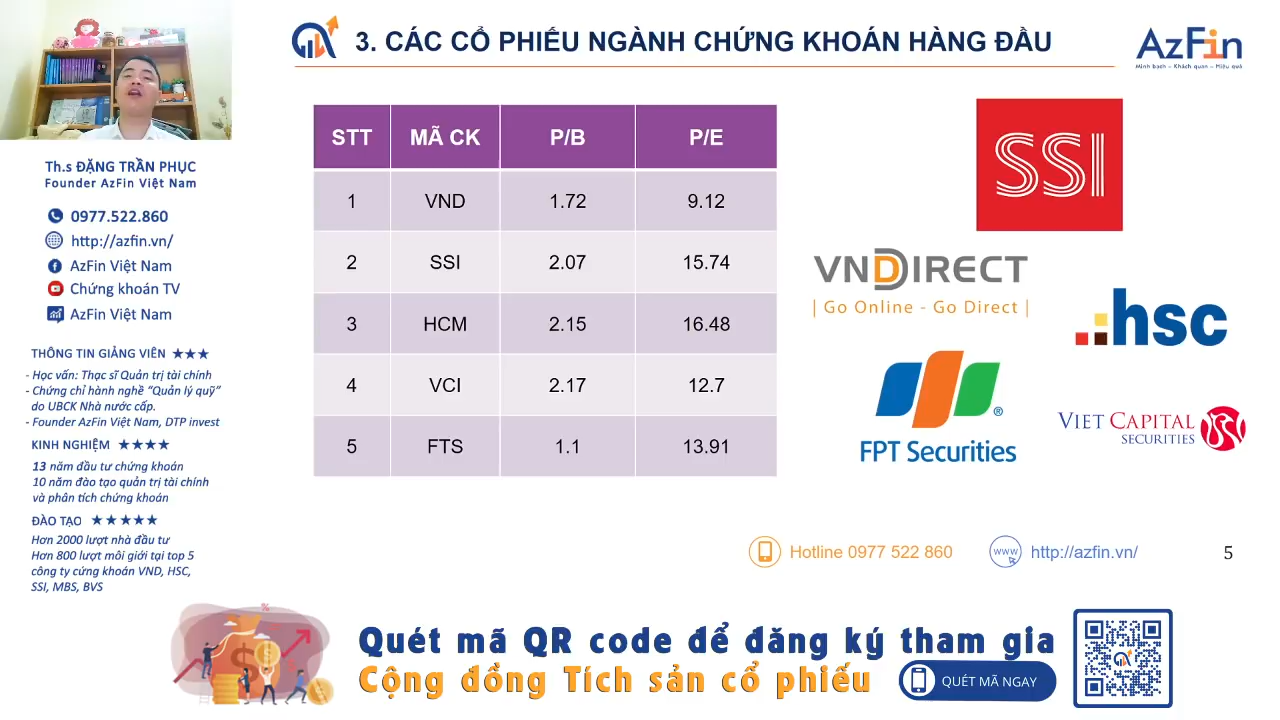 3. CÁC CỔ PHIẾU NGÀNH CHỨNG KHOÁN HÀNG ĐẦU
AzFin
Minh bạch – Khách quan – Hiệu quả
Th.s ĐẶNG TRẦN PHỤC
Founder AzFin Việt Nam
0977.522.860
http://azfin.vn/
AzFin Việt Nam
Chứng khoán TV
AzFin Việt Nam
THÔNG TIN GIẢNG VIÊN ★★★
- Học vấn: Thạc sĩ Quản trị tài chính
- Chứng chỉ hành nghề “Quản lý quỹ”
do UBCK Nhà nước cấp.
- Founder AzFin Việt Nam, DTP invest
KINH NGHIỆM ★★★★
13 năm đầu tư chứng khoán
10 năm đào tạo quản trị tài chính
và phân tích chứng khoán
ĐÀO TẠO ★★★★★
Hơn 2000 lượt nhà đầu tư
Hơn 800 lượt môi giới tại top 5
công ty cứng khoán VND, HSC,
SSI, MBS, BVS
STT MÃ CK P/B P/E
1 VND 1.72 9.12
2 SSI 2.07 15.74
3 HCM 2.15 16.48
4 VCI 2.17 12.7
5 FTS 1.1 13.91
SSI
VNDIRECT
| Go Online - Go Direct |
hsc
FPT Securities
VIET CAPITAL
SECURITIES
Hotline 0977 522 860
www
http://azfin.vn/
5
Quét mã QR code để đăng ký tham gia
Cộng đồng Tích sản cổ phiếu
QUÉT MÃ NGAY